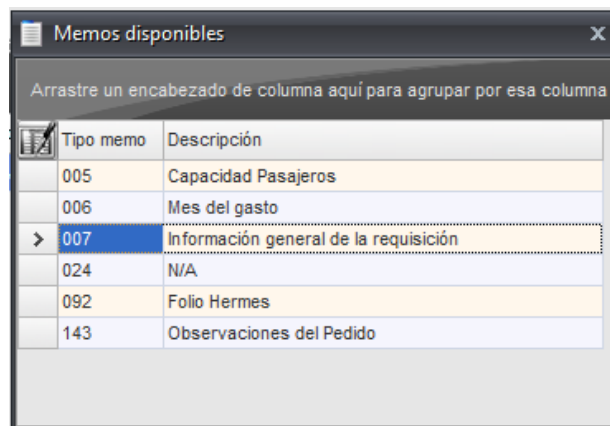 Memos disponibles
Arrastre un encabezado de columna aquí para agrupar por esa columna
Tipo memo Descripción
005 Capacidad Pasajeros
006 Mes del gasto
007 Información general de la requisición
024 N/A
092 Folio Hermes
143 Observaciones del Pedido